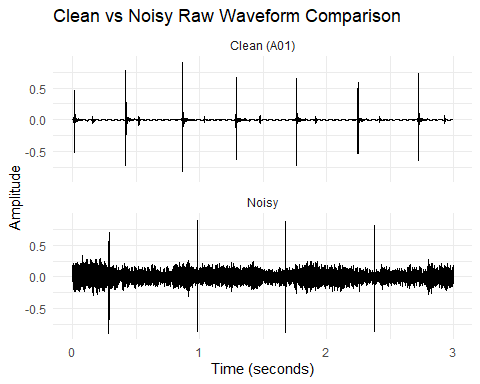 Clean vs Noisy Raw Waveform Comparison
Clean (A01)
0.5
0.0
-0.5
Noisy
0.5
0.0
-0.5
Amplitude
0 1 2 3
Time (seconds)